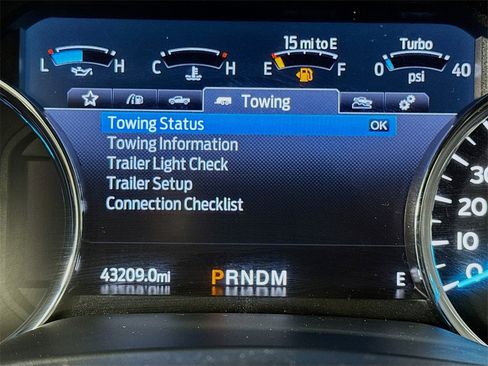 15 mi to E
Turbo
L H C H E F 0 40
psi
Towing
Towing Status OK
Towing Information
Trailer Light Check
Trailer Setup
Connection Checklist
30
20
10
0
43209.0mi PRNDM E